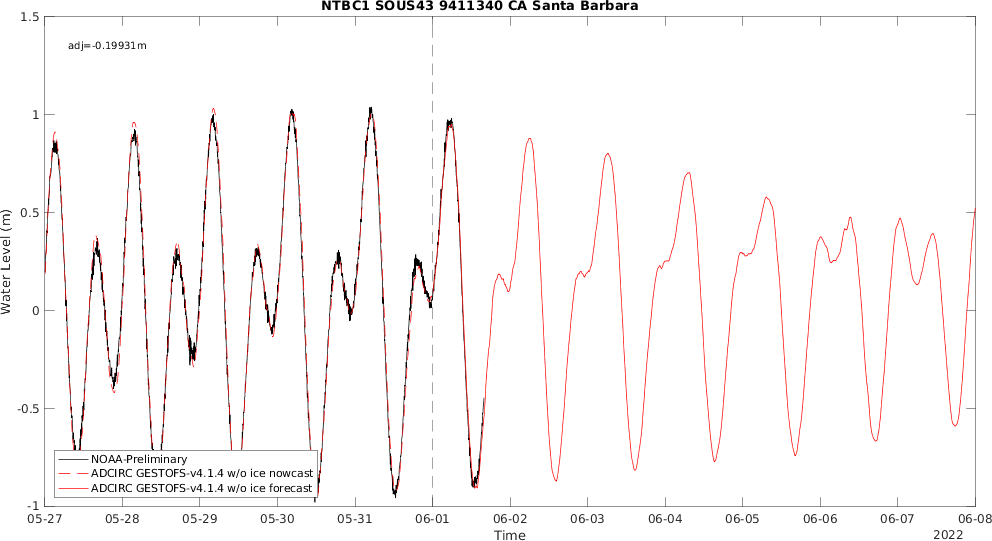 NTBC1 SOUS43 9411340 CA Santa Barbara
1.5
adj=-0.19931m
1
0.5
0
-0.5
-1
Water Level (m)
NOAA-Preliminary
ADCIRC GESTOFS-v4.1.4 w/o ice nowcast
ADCIRC GESTOFS-v4.1.4 w/o ice forecast
05-27 05-28 05-29 05-30 05-31 06-01 06-02 06-03 06-04 06-05 06-06 06-07 06-08
Time
2022